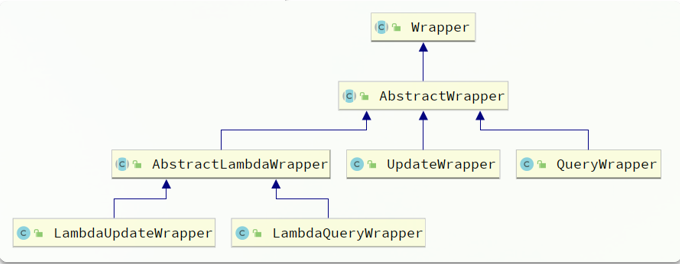 Wrapper
AbstractWrapper
AbstractLambdaWrapper
UpdateWrapper
QueryWrapper
LambdaUpdateWrapper
LambdaQueryWrapper